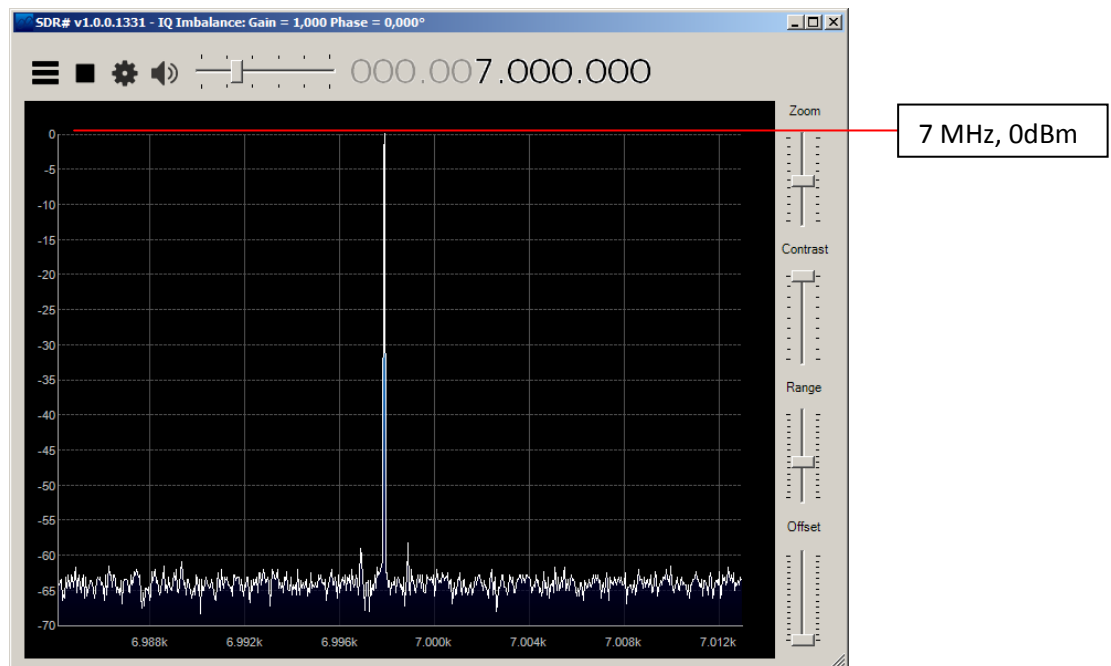 SDR# v1.0.0.1331 - IQ Imbalance: Gain = 1,000 Phase = 0,000°
000.007.000.000
Zoom
7 MHz, 0dBm
0
-5
-10
-15
-20
-25
-30
-35
-40
-45
-50
-55
-60
-65
-70
6.988k 6.992k 6.996k 7.000k 7.004k 7.008k 7.012k
Contrast
Range
Offset